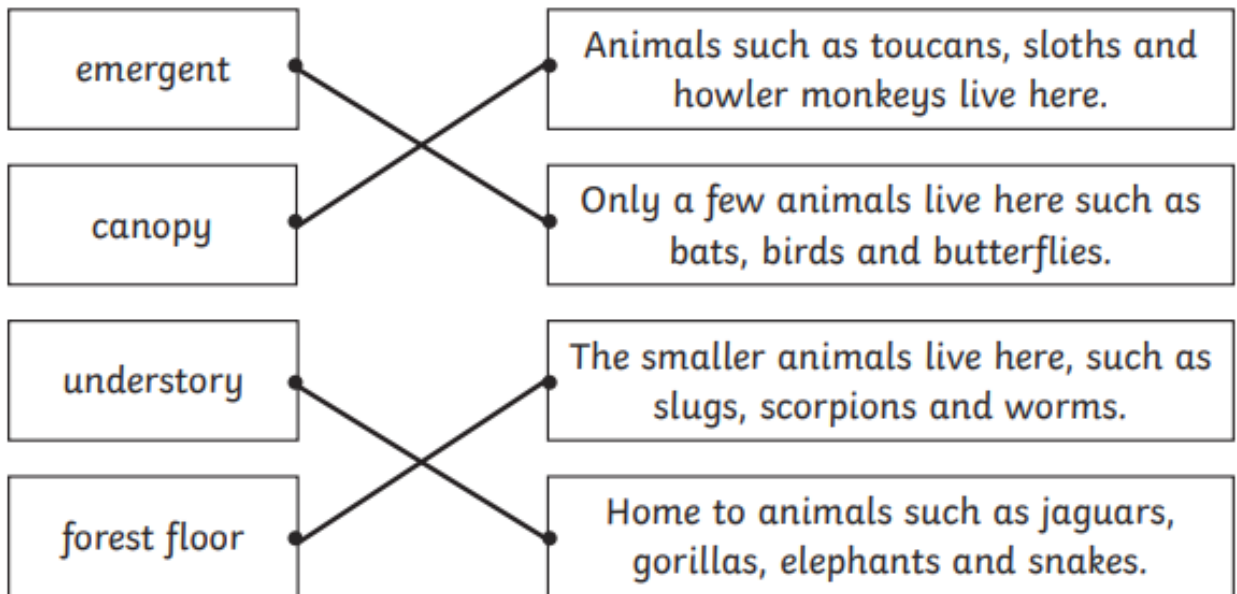 emergent
Animals such as toucans, sloths and
howler monkeys live here.
canopy
Only a few animals live here such as
bats, birds and butterflies.
understory
The smaller animals live here, such as
slugs, scorpions and worms.
forest floor
Home to animals such as jaguars,
gorillas, elephants and snakes.